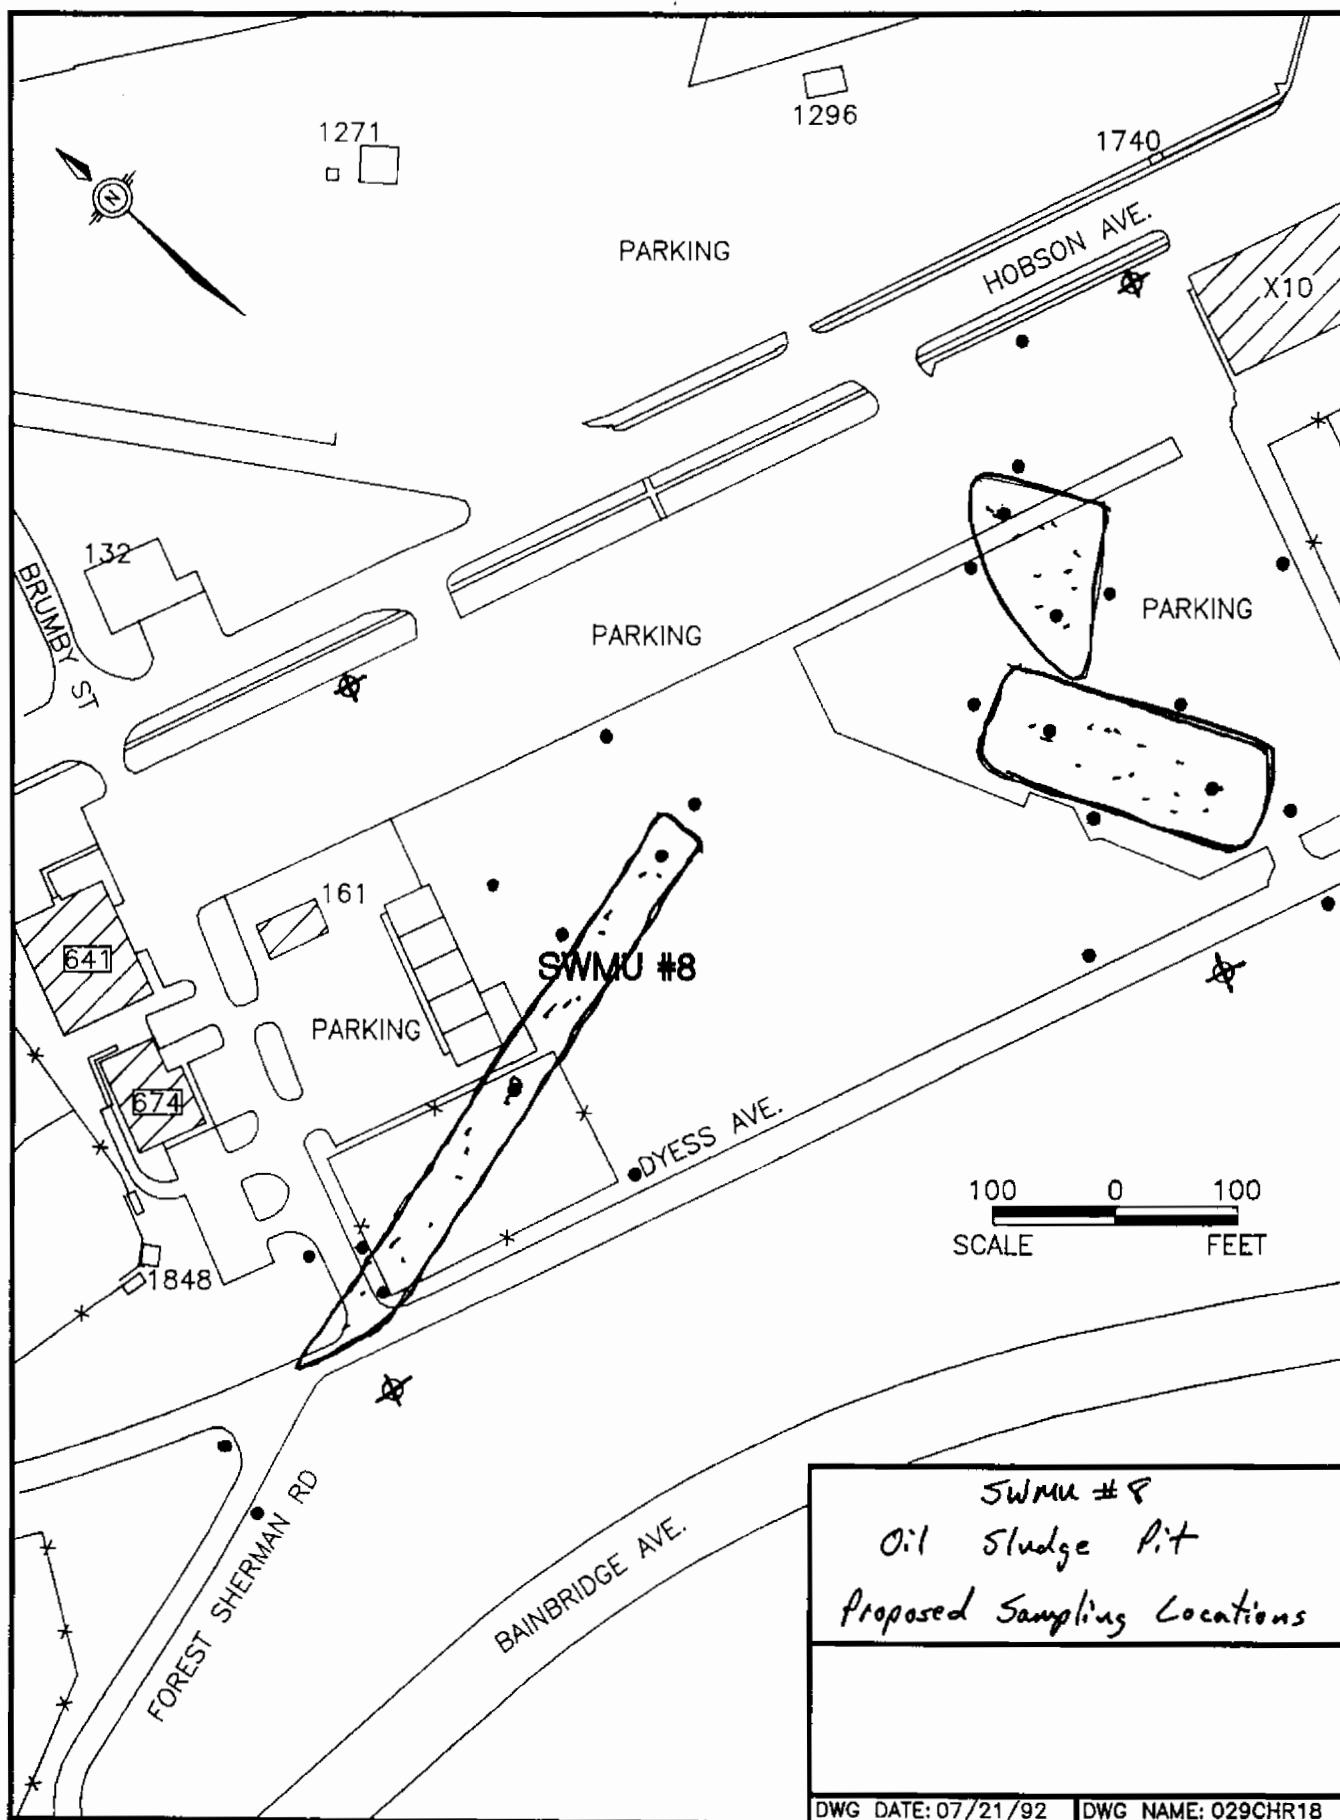 1271
1296
1740
N
PARKING
HOBSON AVE.
X10
132
BRUMBY ST
PARKING
PARKING
161
641
SWMU #8
PARKING
674
DYESS AVE.
100 0 100
SCALE FEET
1848
FOREST SHERMAN RD
BAINBRIDGE AVE.
SWMU #8
Oil Sludge Pit
Proposed Sampling Locations
DWG DATE: 07/21/92 DWG NAME: 029CHR18